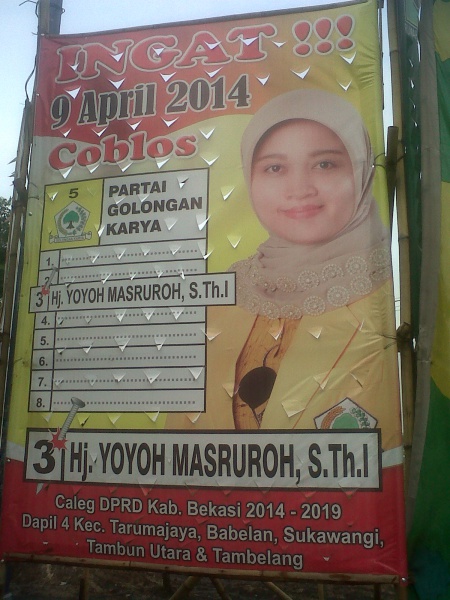 INGAT !!!
9 April 2014
Coblos
5
PARTAI
GOLONGAN
KARYA
1.
2.
3 Hj. YOYOH MASRUROH, S.Th.I
4.
5.
6.
7.
8.
3 Hj. YOYOH MASRUROH, S.Th.I
Caleg DPRD Kab. Bekasi 2014 - 2019
Dapil 4 Kec. Tarumajaya, Babelan, Sukawangi,
Tambun Utara & Tambelang